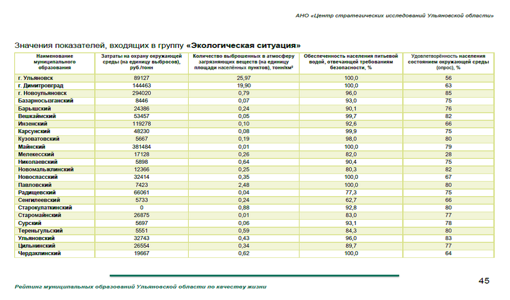 АНО «Центр стратегических исследований Ульяновской области»
Значения показателей, входящих в группу «Экологическая ситуация»
Наименование муниципального образования | Затраты на охрану окружающей среды (на единицу выбросов), руб./тонн | Количество выброшенных в атмосферу загрязняющих веществ (на единицу площади населённых пунктов), тонн/км² | Обеспеченность населения питьевой водой, отвечающей требованиям безопасности, % | Удовлетворённость населения состоянием окружающей среды (опрос), %
г. Ульяновск 89127 25,97 100,0 56
г. Димитровград 144463 19,90 100,0 63
г. Новоульяновск 294020 0,79 96,0 85
Базарносызганский 8446 0,07 93,0 75
Барышский 24386 0,24 90,1 76
Вешкаймский 53457 0,05 99,7 82
Инзенский 119278 0,10 92,6 66
Карсунский 48230 0,08 99,9 75
Кузоватовский 5667 0,19 98,0 80
Майнский 381484 0,01 100,0 79
Мелекесский 17128 0,26 82,0 28
Николаевский 5898 0,64 90,4 75
Новомалыклинский 12366 0,25 80,3 82
Новоспасский 32414 0,35 100,0 67
Павловский 7423 2,48 100,0 80
Радищевский 66061 0,04 77,3 75
Сенгилеевский 5733 0,24 62,7 66
Старокулаткинский 0 0,88 92,8 80
Старомайнский 26875 0,01 83,0 77
Сурский 5697 0,06 93,1 78
Тереньгульский 5551 0,59 84,3 80
Ульяновский 32743 0,43 96,0 83
Цильнинский 26554 0,34 89,7 77
Чердаклинский 19667 0,62 100,0 64
45
Рейтинг муниципальных образований Ульяновской области по качеству жизни